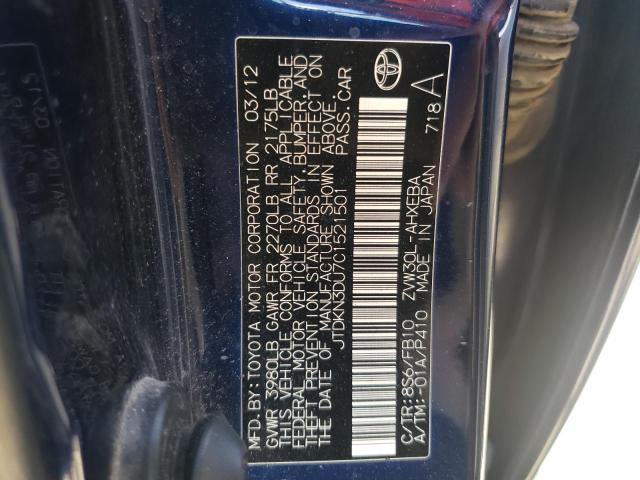 MFD.BY:TOYOTA MOTOR CORPORATION 03/12
GVWR 3980LB GAWR FR 2270LB RR 2175LB
THIS VEHICLE CONFORMS TO ALL APPLICABLE
FEDERAL MOTOR VEHICLE SAFETY, BUMPER, AND
THEFT PREVENTION STANDARDS IN EFFECT ON
THE DATE OF MANUFACTURE SHOWN ABOVE.
JTDKN3DU7C1521501 PASS.CAR
C/TR:8S6/FB10 ZVW30L-AHXEBA
A/TM:-01A/P410 MADE IN JAPAN 718 A